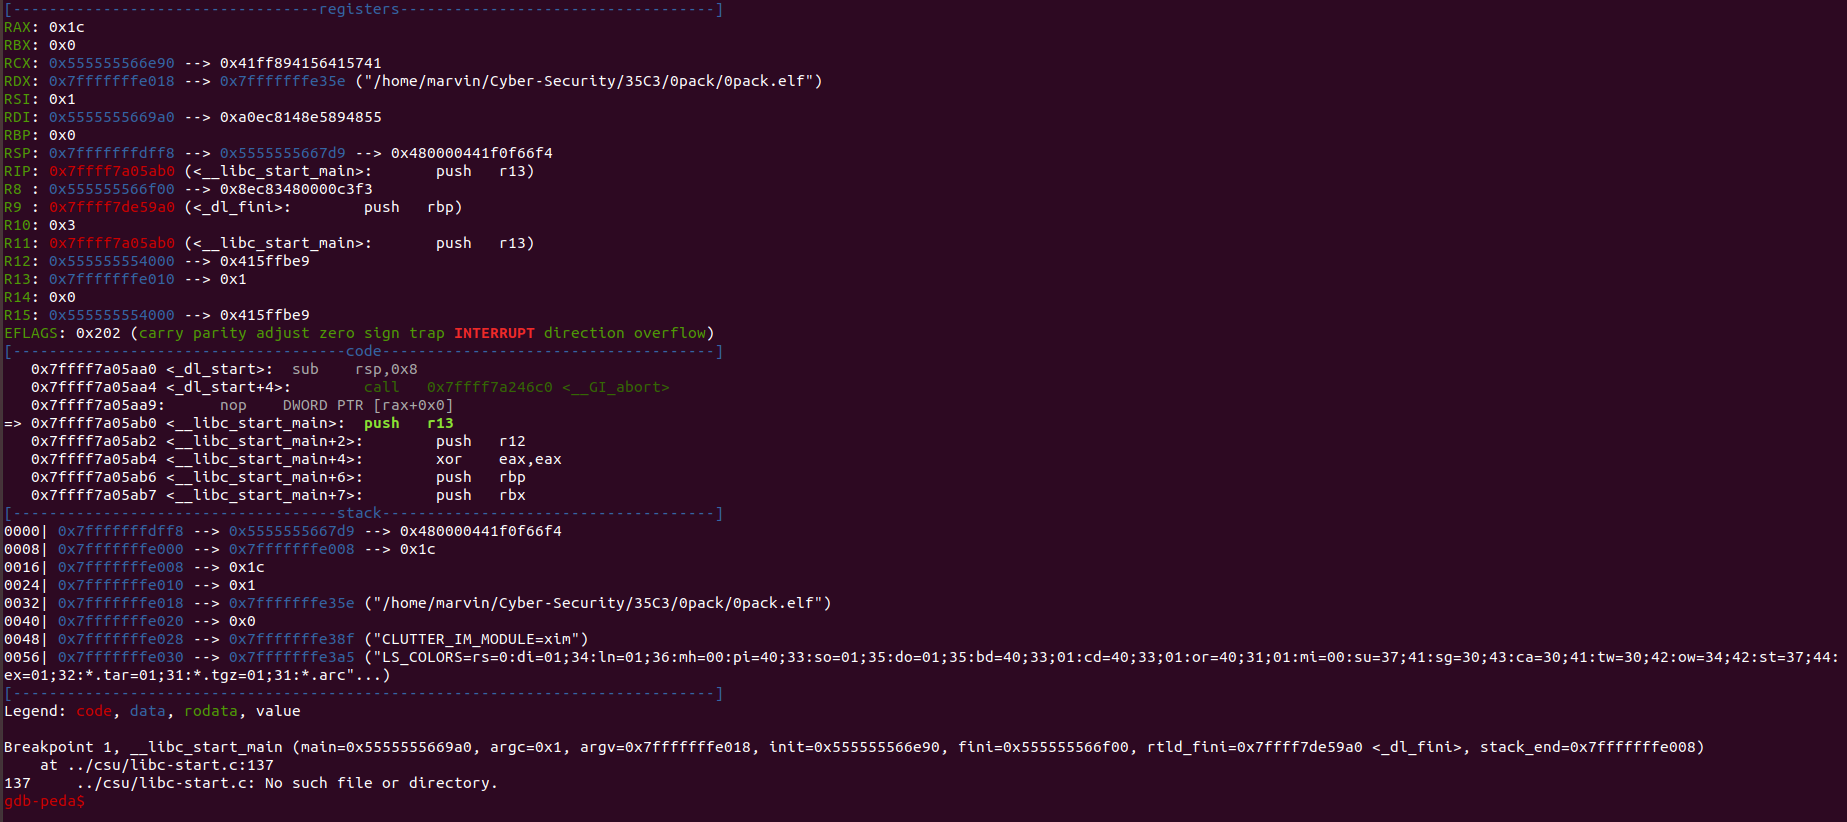 [-----------------------------------registers-----------------------------------]
RAX: 0x1c
RBX: 0x0
RCX: 0x555555566e90 --> 0x41ff894156415741
RDX: 0x7fffffffe018 --> 0x7fffffffe35e ("/home/marvin/Cyber-Security/35C3/0pack/0pack.elf")
RSI: 0x1
RDI: 0x5555555669a0 --> 0xa0ec8148e5894855
RBP: 0x0
RSP: 0x7fffffffdff8 --> 0x5555555667d9 --> 0x480000441f0f66f4
RIP: 0x7ffff7a05ab0 (<__libc_start_main>:       push   r13)
R8 : 0x555555566f00 --> 0x8ec83480000c3f3
R9 : 0x7ffff7de59a0 (<_dl_fini>:        push   rbp)
R10: 0x3
R11: 0x7ffff7a05ab0 (<__libc_start_main>:       push   r13)
R12: 0x555555554000 --> 0x415ffbe9
R13: 0x7fffffffe010 --> 0x1
R14: 0x0
R15: 0x555555554000 --> 0x415ffbe9
EFLAGS: 0x202 (carry parity adjust zero sign trap INTERRUPT direction overflow)
[-------------------------------------code-------------------------------------]
   0x7ffff7a05aa0 <_dl_start>:  sub    rsp,0x8
   0x7ffff7a05aa4 <_dl_start+4>:        call   0x7ffff7a246c0 <__GI_abort>
   0x7ffff7a05aa9:      nop    DWORD PTR [rax+0x0]
=> 0x7ffff7a05ab0 <__libc_start_main>:  push   r13
   0x7ffff7a05ab2 <__libc_start_main+2>:        push   r12
   0x7ffff7a05ab4 <__libc_start_main+4>:        xor    eax,eax
   0x7ffff7a05ab6 <__libc_start_main+6>:        push   rbp
   0x7ffff7a05ab7 <__libc_start_main+7>:        push   rbx
[------------------------------------stack-------------------------------------]
0000| 0x7fffffffdff8 --> 0x5555555667d9 --> 0x480000441f0f66f4
0008| 0x7fffffffe000 --> 0x7fffffffe008 --> 0x1c
0016| 0x7fffffffe008 --> 0x1c
0024| 0x7fffffffe010 --> 0x1
0032| 0x7fffffffe018 --> 0x7fffffffe35e ("/home/marvin/Cyber-Security/35C3/0pack/0pack.elf")
0040| 0x7fffffffe020 --> 0x0
0048| 0x7fffffffe028 --> 0x7fffffffe38f ("CLUTTER_IM_MODULE=xim")
0056| 0x7fffffffe030 --> 0x7fffffffe3a5 ("LS_COLORS=rs=0:di=01;34:ln=01;36:mh=00:pi=40;33:so=01;35:do=01;35:bd=40;33;01:cd=40;33;01:or=40;31;01:mi=00:su=37;41:sg=30;43:ca=30;41:tw=30;42:ow=34;42:st=37;44:
ex=01;32:*.tar=01;31:*.tgz=01;31:*.arc"...)
[------------------------------------------------------------------------------]
Legend: code, data, rodata, value

Breakpoint 1, __libc_start_main (main=0x5555555669a0, argc=0x1, argv=0x7fffffffe018, init=0x555555566e90, fini=0x555555566f00, rtld_fini=0x7ffff7de59a0 <_dl_fini>, stack_end=0x7fffffffe008)
    at ../csu/libc-start.c:137
137     ../csu/libc-start.c: No such file or directory.
gdb-peda$